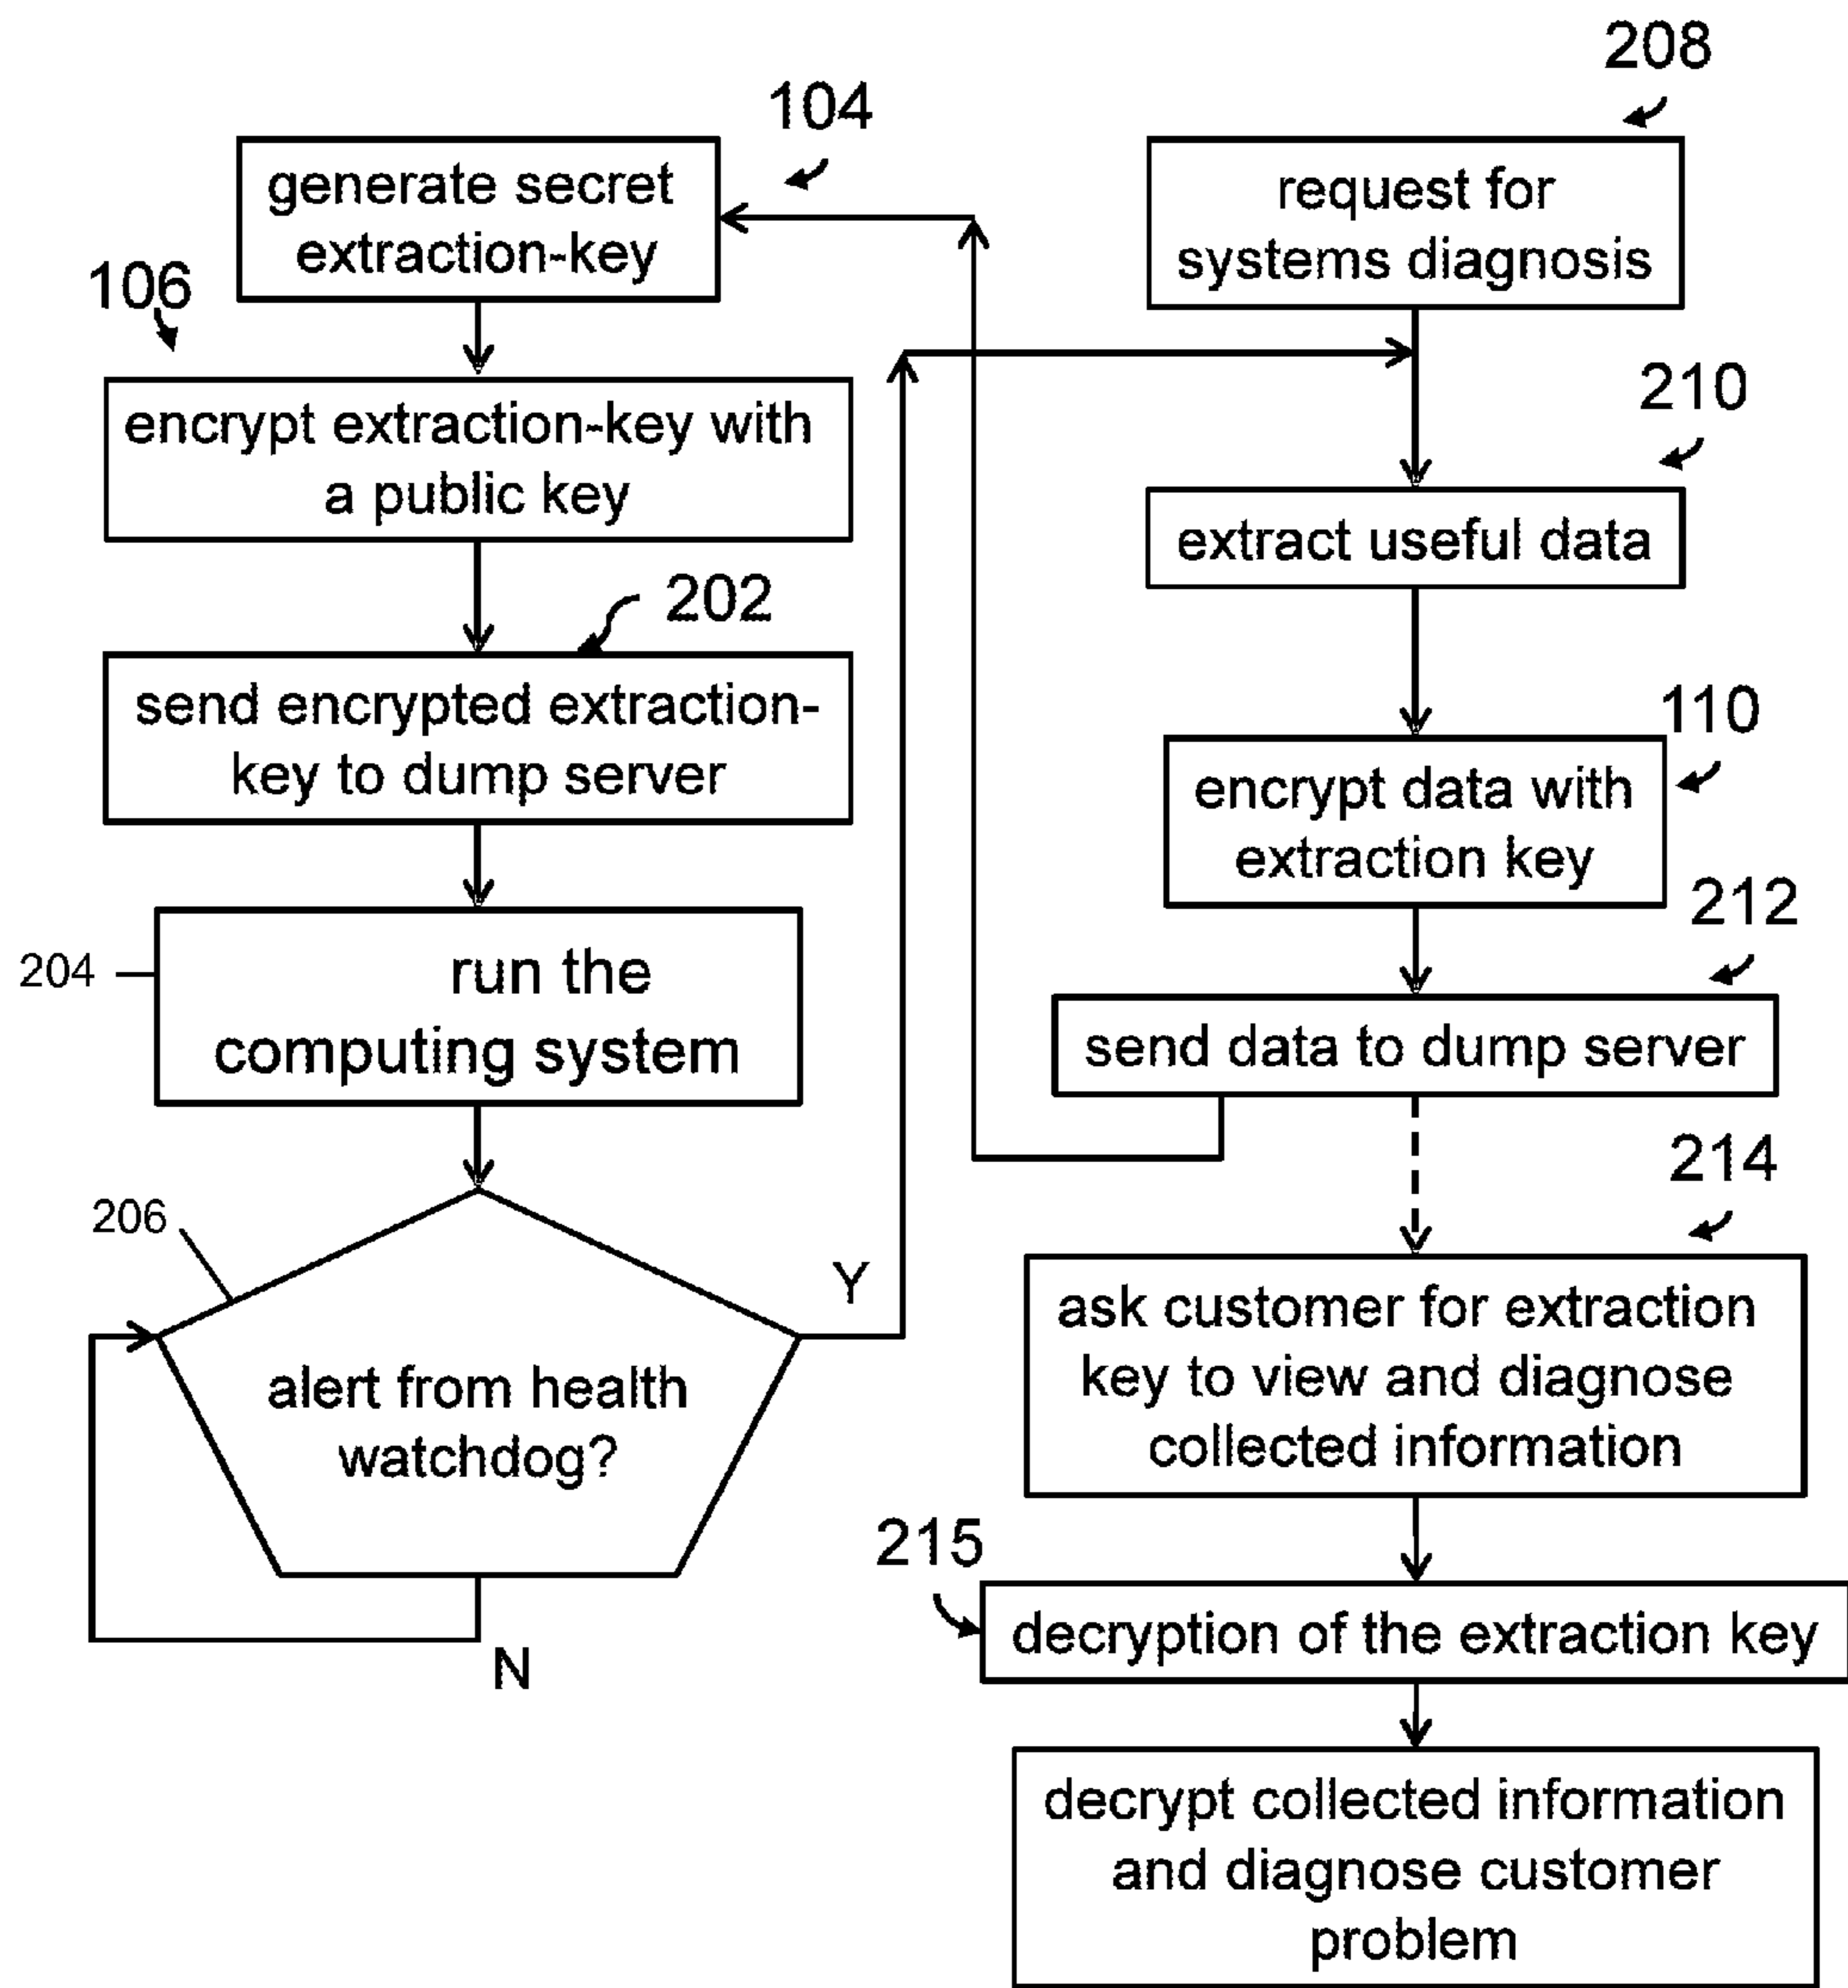 104
generate secret
extraction-key
106
encrypt extraction-key with
a public key
202
send encrypted extraction-
key to dump server
204
run the
computing system
206
alert from health
watchdog?
Y
N
208
request for
systems diagnosis
210
extract useful data
110
encrypt data with
extraction key
212
send data to dump server
214
ask customer for extraction
key to view and diagnose
collected information
215
decryption of the extraction key
decrypt collected information
and diagnose customer
problem